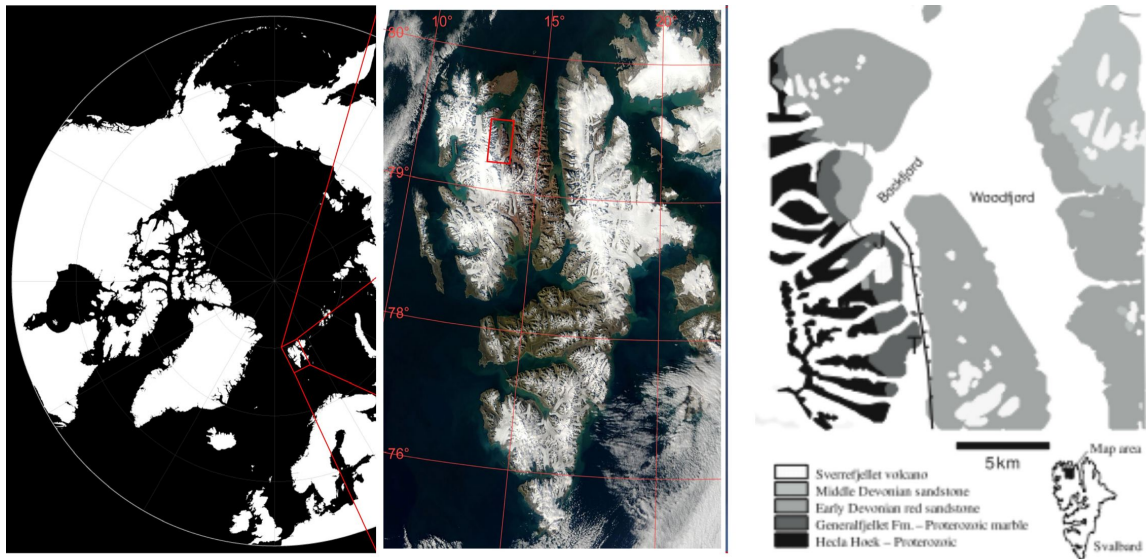 10°
15°
20°
80°
79°
78°
76°
Bockfjord
Woodfjord
5km
Map area
Sverrefjellet volcano
Middle Devonian sandstone
Early Devonian red sandstone
Generalfjellet Fm. – Proterozoic marble
Hecla Hoek – Proterozoic
Svalbard